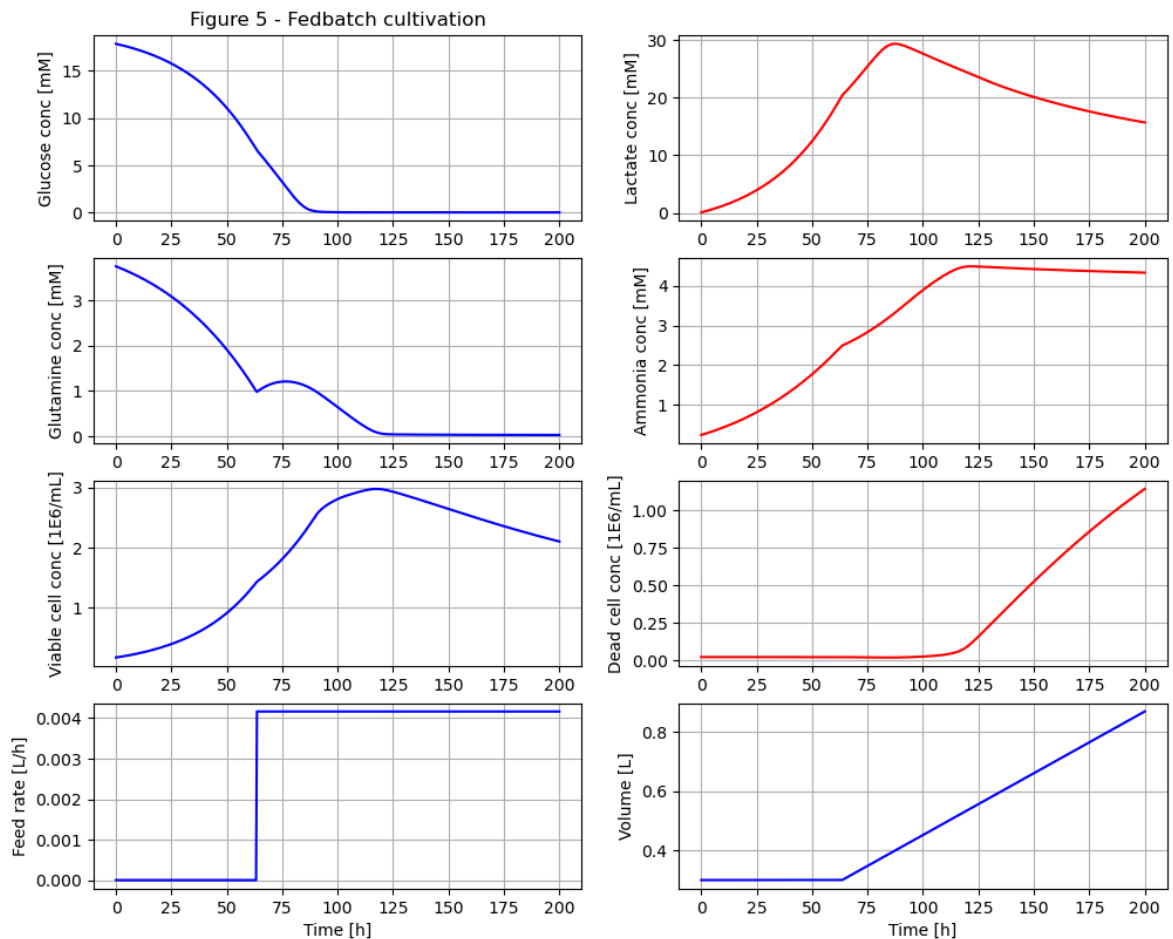 Figure 5 - Fedbatch cultivation
Glucose conc [mM]
15
10
5
0
0 25 50 75 100 125 150 175 200
Lactate conc [mM]
30
20
10
0
0 25 50 75 100 125 150 175 200
Glutamine conc [mM]
3
2
1
0
0 25 50 75 100 125 150 175 200
Ammonia conc [mM]
4
3
2
1
0 25 50 75 100 125 150 175 200
Viable cell conc [1E6/mL]
3
2
1
0 25 50 75 100 125 150 175 200
Dead cell conc [1E6/mL]
1.00
0.75
0.50
0.25
0.00
0 25 50 75 100 125 150 175 200
Feed rate [L/h]
0.004
0.003
0.002
0.001
0.000
0 25 50 75 100 125 150 175 200
Time [h]
Volume [L]
0.8
0.6
0.4
0 25 50 75 100 125 150 175 200
Time [h]